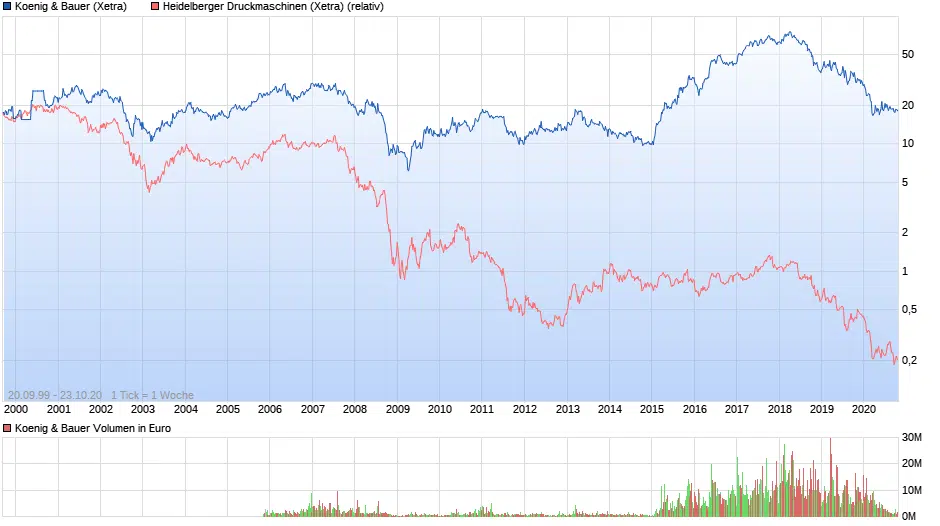 Koenig & Bauer (Xetra) Heidelberger Druckmaschinen (Xetra) (relativ)
50
20
10
5
2
1
0,5
0,2
20.09.99 - 23.10.20 1 Tick = 1 Woche
2000 2001 2002 2003 2004 2005 2006 2007 2008 2009 2010 2011 2012 2013 2014 2015 2016 2017 2018 2019 2020
Koenig & Bauer Volumen in Euro
30M
20M
10M
0M